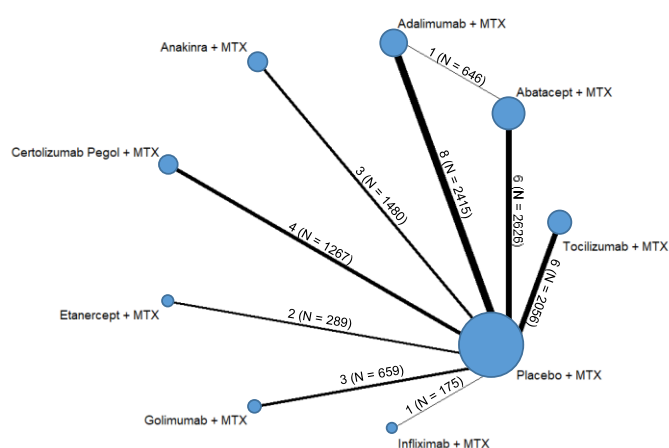 Adalimumab + MTX
Anakinra + MTX
1 (N = 646)
Abatacept + MTX
Certolizumab Pegol + MTX
8 (N = 2415)
3 (N = 1480)
6 (N = 2626)
4 (N = 1267)
Tocilizumab + MTX
6 (N = 2056)
Etanercept + MTX
2 (N = 289)
3 (N = 659)
Placebo + MTX
1 (N = 175)
Golimumab + MTX
Infliximab + MTX